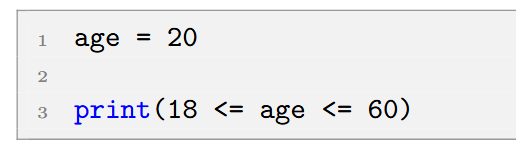 1 age = 20
2
3 print(18 <= age <= 60)